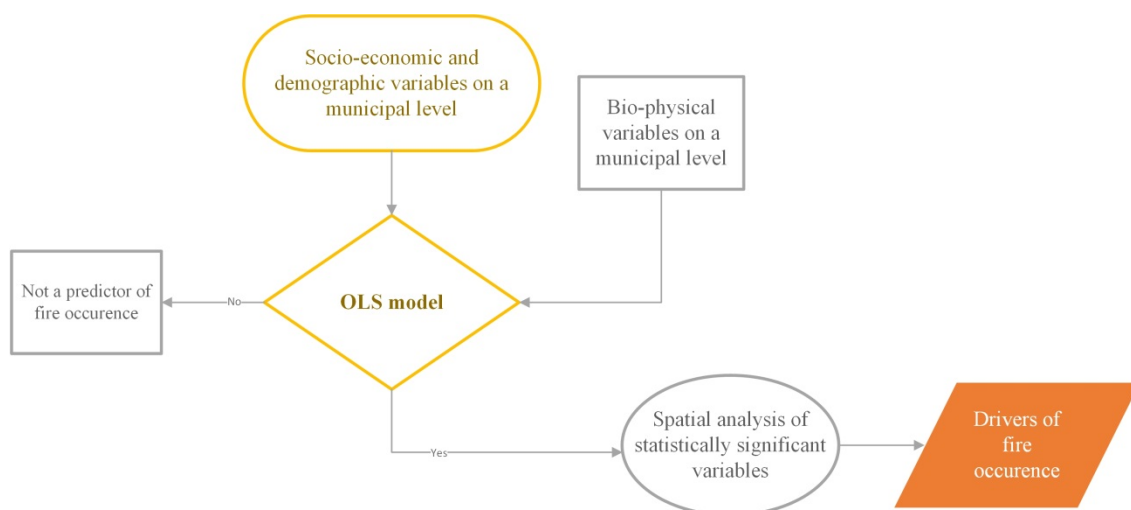 Socio-economic and
demographic variables on a
municipal level
Bio-physical
variables on a
municipal level
Not a predictor of
fire occurence
No
OLS model
Yes
Spatial analysis of
statistically significant
variables
Drivers of
fire
occurence